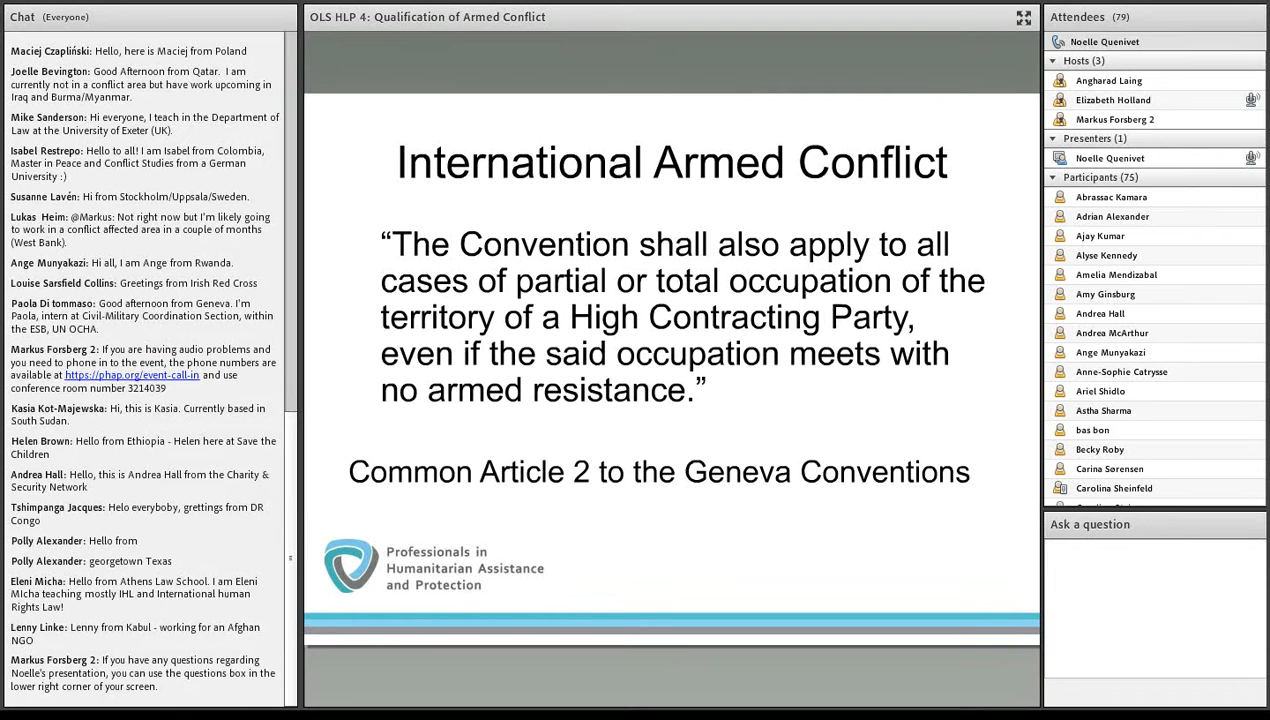 Chat (Everyone)
Maciej Czapliński: Hello, here is Maciej from Poland
Joelle Bevington: Good Afternoon from Qatar. I am
currently not in a conflict area but have work upcoming in
Iraq and Burma/Myanmar.
Mike Sanderson: Hi everyone, I teach in the Department of
Law at the University of Exeter (UK).
Isabel Restrepo: Hello to all! I am Isabel from Colombia,
Master in Peace and Conflict Studies from a German
University :)
Susanne Lavén: Hi from Stockholm/Uppsala/Sweden.
Lukas Heim: @Markus: Not right now but I'm likely going
to work in a conflict affected area in a couple of months
(West Bank).
Ange Munyakazi: Hi all, I am Ange from Rwanda.
Louise Sarsfield Collins: Greetings from Irish Red Cross
Paola Di tommaso: Good afternoon from Geneva. I'm
Paola, intern at Civil-Military Coordination Section, within
the ESB, UN OCHA.
Markus Forsberg 2: If you are having audio problems and
you need to phone in to the event, the phone numbers are
available at https://phap.org/event-call-in and use
conference room number 3214039
Kasia Kot-Majewska: Hi, this is Kasia. Currently based in
South Sudan.
Helen Brown: Hello from Ethiopia - Helen here at Save the
Children
Andrea Hall: Hello, this is Andrea Hall from the Charity &
Security Network
Tshimpanga Jacques: Helo everyboby, grettings from DR
Congo
Polly Alexander: Hello from
Polly Alexander: georgetown Texas
Eleni Micha: Hello from Athens Law School. I am Eleni
MIcha teaching mostly IHL and International human
Rights Law!
Lenny Linke: Lenny from Kabul - working for an Afghan
NGO
Markus Forsberg 2: If you have any questions regarding
Noelle's presentation, you can use the questions box in the
lower right corner of your screen.
OLS HLP 4: Qualification of Armed Conflict
International Armed Conflict
“The Convention shall also apply to all
cases of partial or total occupation of the
territory of a High Contracting Party,
even if the said occupation meets with
no armed resistance.”
Common Article 2 to the Geneva Conventions
Professionals in
Humanitarian Assistance
and Protection
Attendees (79)
Noelle Quenivet
Hosts (3)
Angharad Laing
Elizabeth Holland
Markus Forsberg 2
Presenters (1)
Noelle Quenivet
Participants (75)
Abrassac Kamara
Adrian Alexander
Ajay Kumar
Alyse Kennedy
Amelia Mendizabal
Amy Ginsburg
Andrea Hall
Andrea McArthur
Ange Munyakazi
Anne-Sophie Catrysse
Ariel Shidlo
Astha Sharma
bas bon
Becky Roby
Carina Sørensen
Carolina Sheinfeld
Ask a question